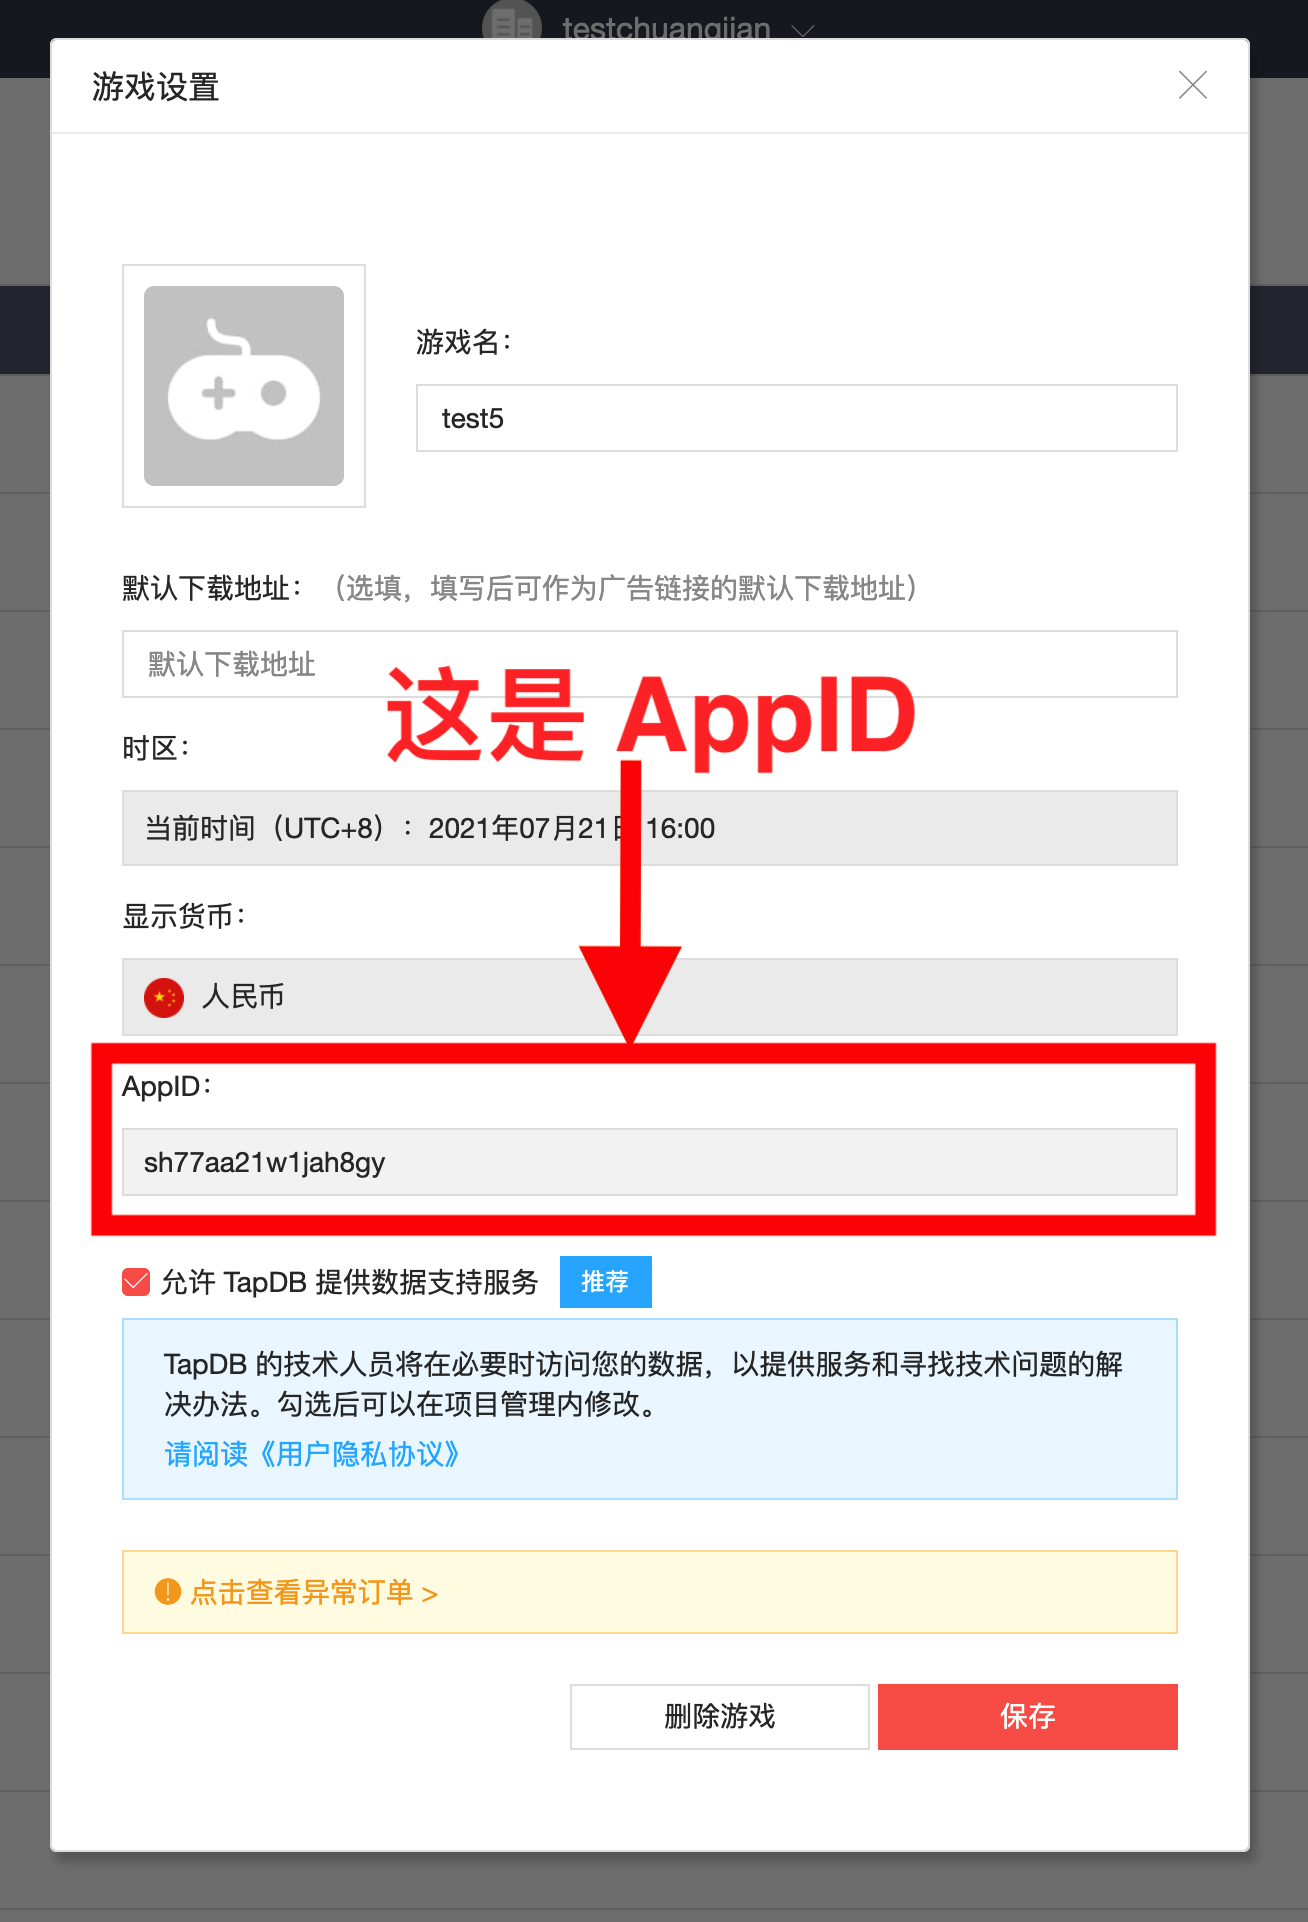 testchuangjian
游戏设置
游戏名：
test5
默认下载地址： （选填，填写后可作为广告链接的默认下载地址）
默认下载地址
这是 AppID
时区：
当前时间（UTC+8）：2021年07月21日 16:00
显示货币：
人民币
AppID：
sh77aa21w1jah8gy
允许 TapDB 提供数据支持服务 推荐
TapDB 的技术人员将在必要时访问您的数据，以提供服务和寻找技术问题的解
决办法。勾选后可以在项目管理内修改。
请阅读《用户隐私协议》
点击查看异常订单 >
删除游戏 保存